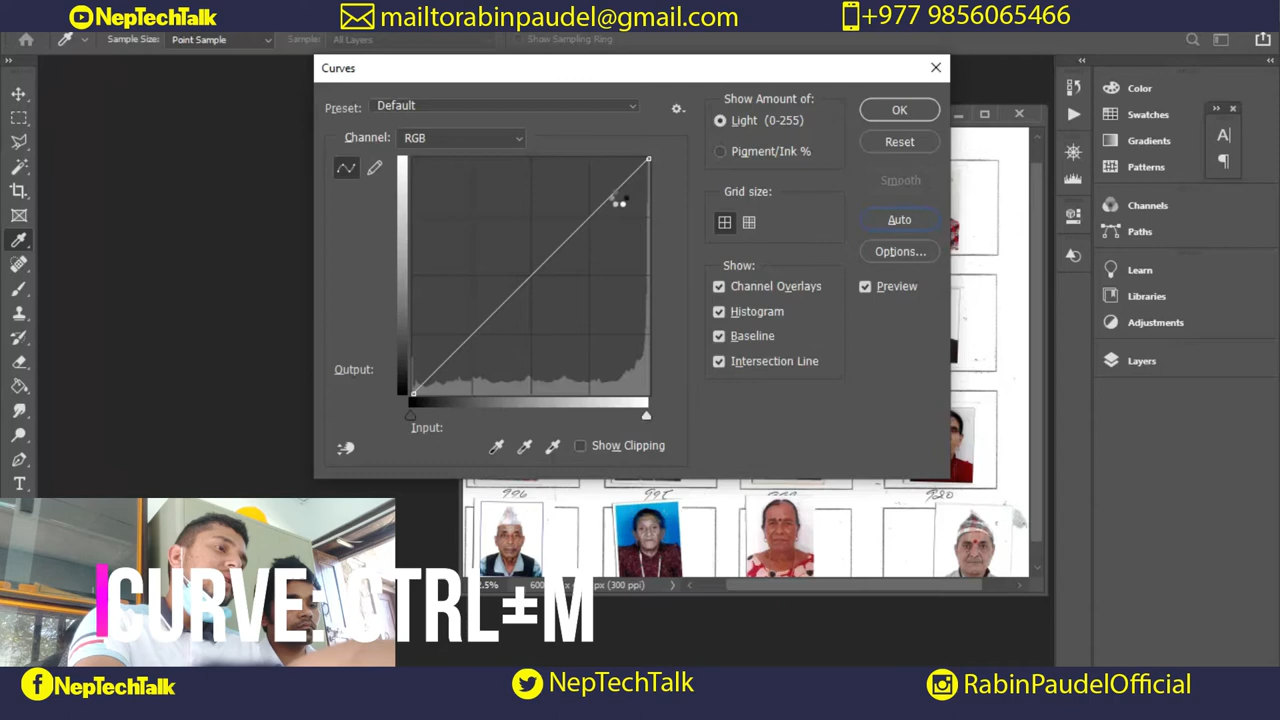 NepTechTalk
mailtorabinpaudel@gmail.com
+977 9856065466
Sample Size:
Point Sample
Sample:
All Layers
Show Sampling Ring
Curves
Preset:
Default
Channel:
RGB
Output:
Input:
Show Clipping
Show Amount of:
Light (0-255)
Pigment/Ink %
Grid size:
Show:
Channel Overlays
Histogram
Baseline
Intersection Line
OK
Reset
Smooth
Auto
Options...
Preview
Color
Swatches
Gradients
Patterns
Channels
Paths
Learn
Libraries
Adjustments
Layers
(300 ppi)
CURVE: CTRL±M
NepTechTalk
NepTechTalk
RabinPaudelOfficial